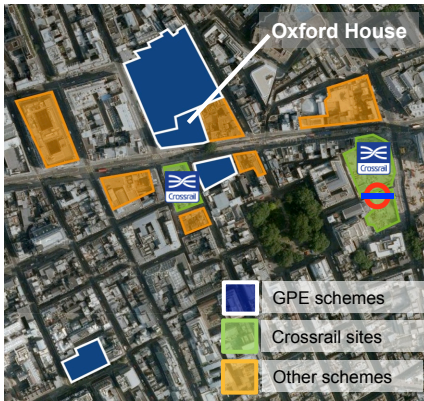 Oxford House
Crossrail
Crossrail
GPE schemes
Crossrail sites
Other schemes